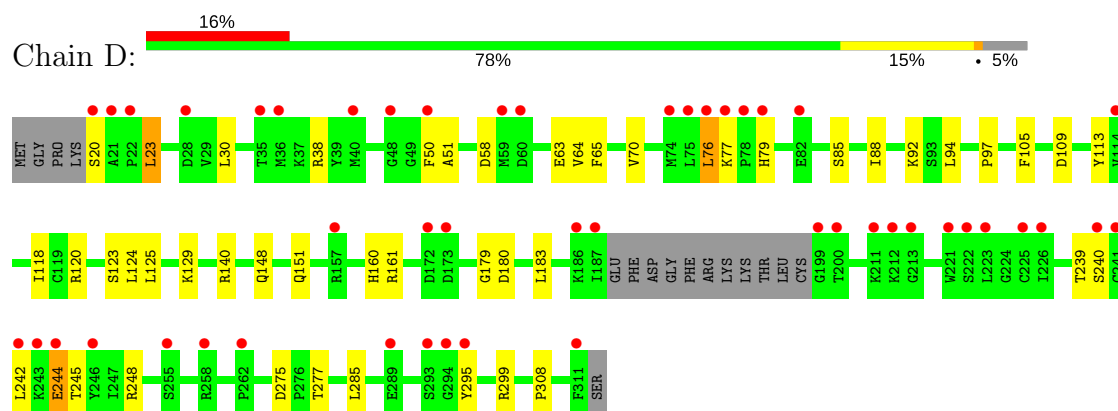 16%
Chain D:
78% 15% • 5%
MET GLY PRO LYS S20 A21 P22 L23 D28 V29 L30 T35 M36 K37 R38 Y39 M40 G48 G49 F50 A51 D58 M59 D60 E63 V64 F65 V70 M74 L75 L76 K77 P78 H79 E82 S85 I88 K92 S93 L94 P97 F105 D109 Y113
I118 C119 R120 S123 L124 L125 K129 R140 Q148 Q151 R157 H160 R161 D172 D173 G179 D180 L183 K186 I187 GLU PHE ASP GLY PHE ARG LYS LYS THR LEU CYS G199 T200 K211 K212 G213 W221 S222 L223 G224 C225 I226 T239 S240
L242 K243 E244 T245 Y246 I247 R248 S255 R258 P262 D275 P276 T277 L285 E289 S293 G294 Y295 R299 P308 F311 SER